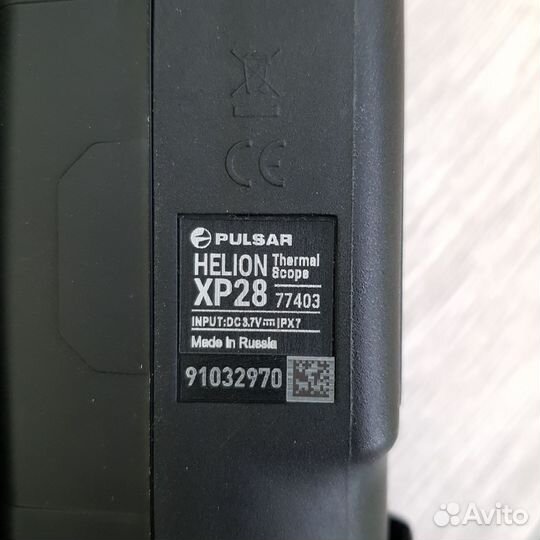 CE
PULSAR
HELION Thermal Scope
XP28 77403
INPUT:DC 3.7V⎓ IPX7
Made in Russia
91032970
Avito